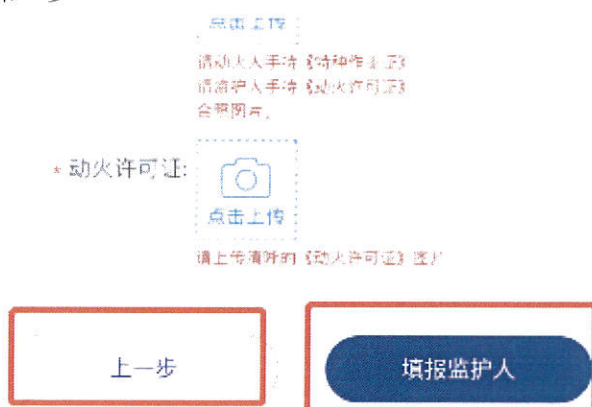 点击上传
请动火人手持《特种作业证》
请监护人手持《动火许可证》
合照图片。
* 动火许可证:
点击上传
请上传清晰的《动火许可证》图片
上一步
填报监护人